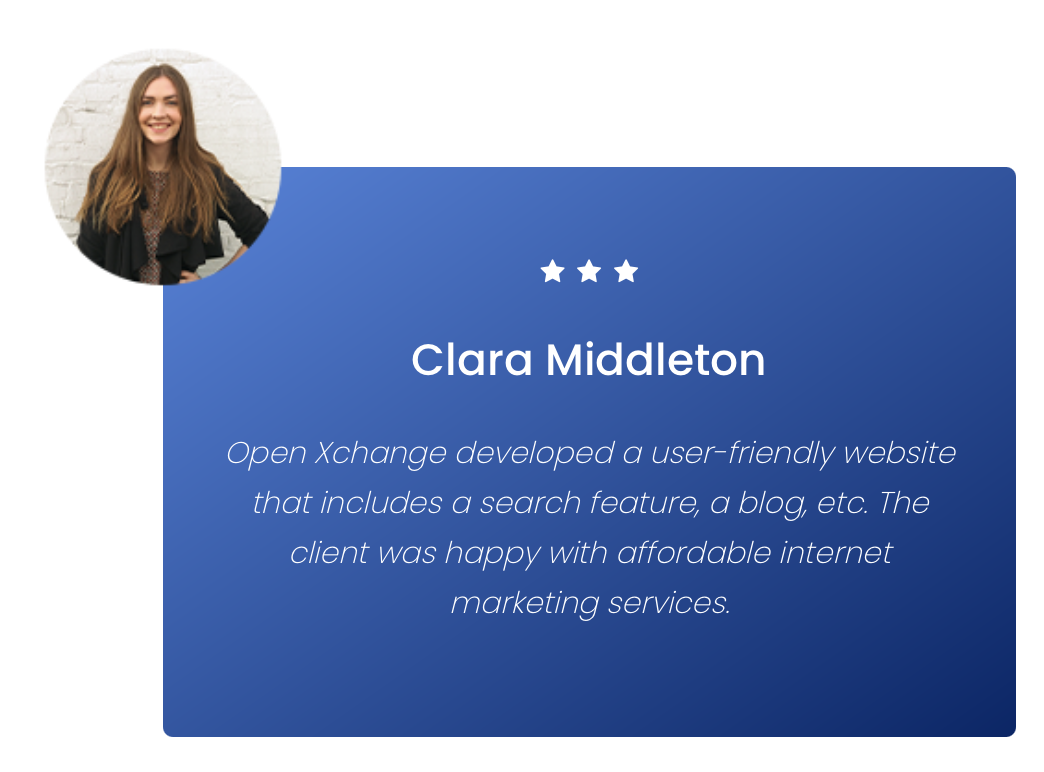 Clara Middleton
Open Xchange developed a user-friendly website
that includes a search feature, a blog, etc. The
client was happy with affordable internet
marketing services.